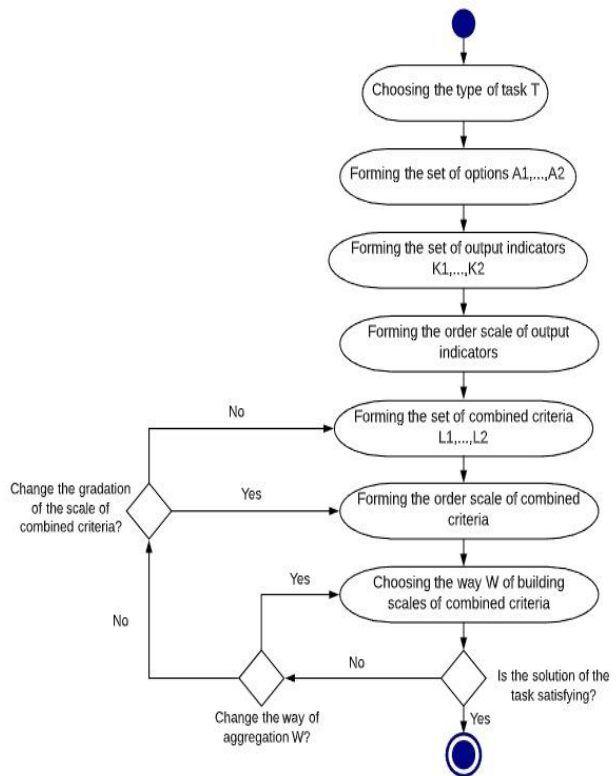 Choosing the type of task T
Forming the set of options A1,...,A2
Forming the set of output indicators
K1,...,K2
Forming the order scale of output
indicators
No
Forming the set of combined criteria
L1,...,L2
Change the gradation
of the scale of
combined criteria?
Yes
Forming the order scale of combined
criteria
Yes
Choosing the way W of building
scales of combined criteria
No
No
Is the solution of the
task satisfying?
Change the way of
aggregation W?
Yes